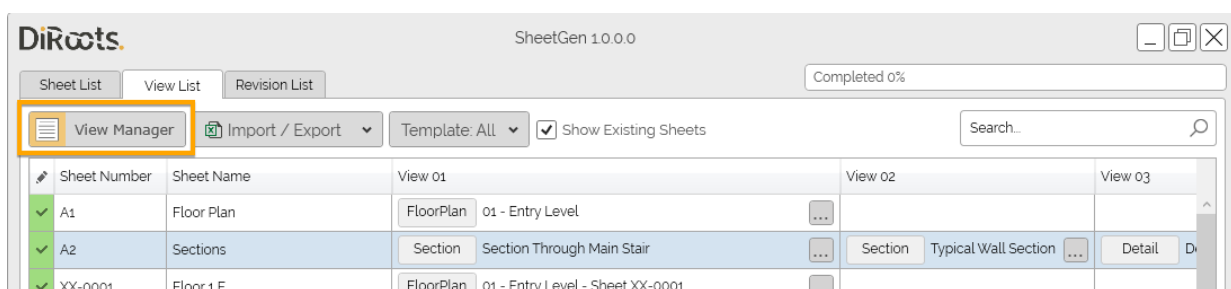 DiRoots.
SheetGen 1.0.0.0
Sheet List View List Revision List
Completed 0%
View Manager Import / Export Template: All Show Existing Sheets Search...
Sheet Number Sheet Name View 01 View 02 View 03
A1 Floor Plan FloorPlan 01 - Entry Level ...
A2 Sections Section Section Through Main Stair ... Section Typical Wall Section ... Detail
XX-0001 Floor 1 F FloorPlan 01 - Entry Level - Sheet XX-0001